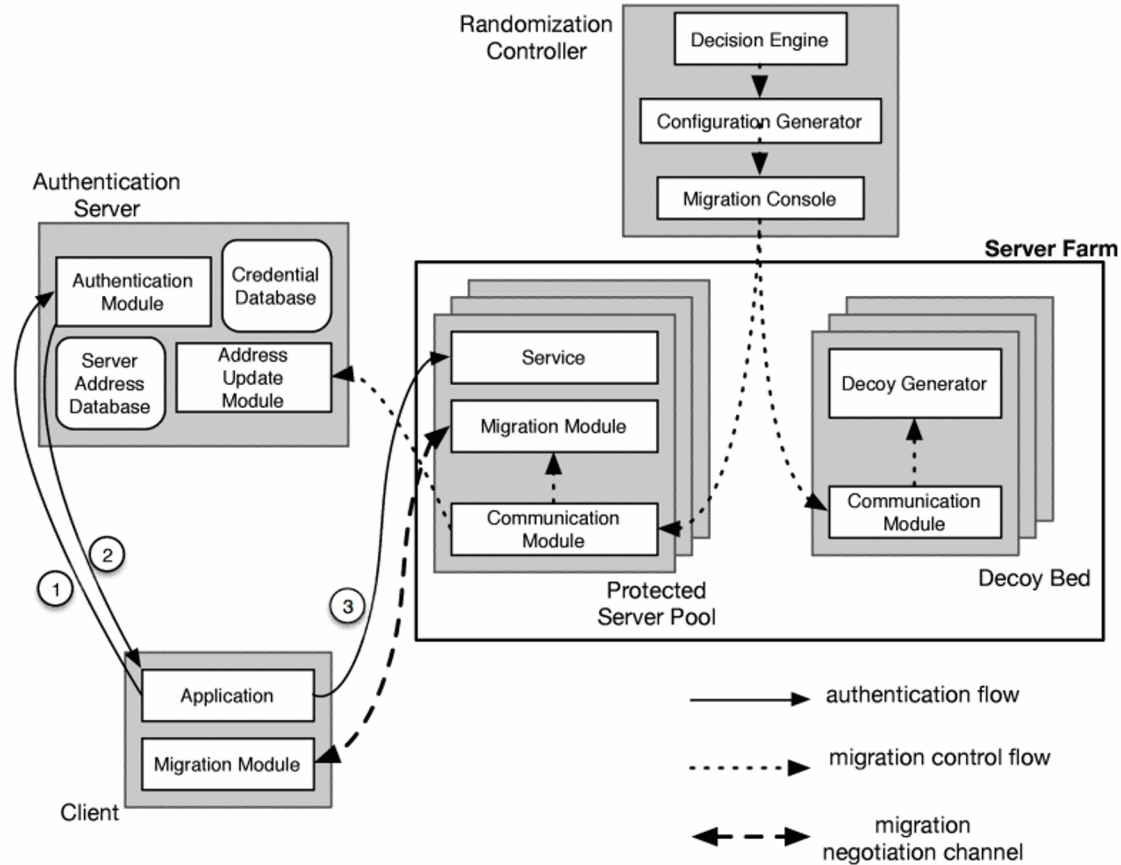 Randomization
Controller
Decision Engine
Configuration Generator
Migration Console
Authentication
Server
Authentication
Module
Credential
Database
Server
Address
Database
Address
Update
Module
Server Farm
Service
Migration Module
Communication
Module
Protected
Server Pool
Decoy Generator
Communication
Module
Decoy Bed
1
2
3
Application
Migration Module
Client
authentication flow
migration control flow
migration
negotiation channel